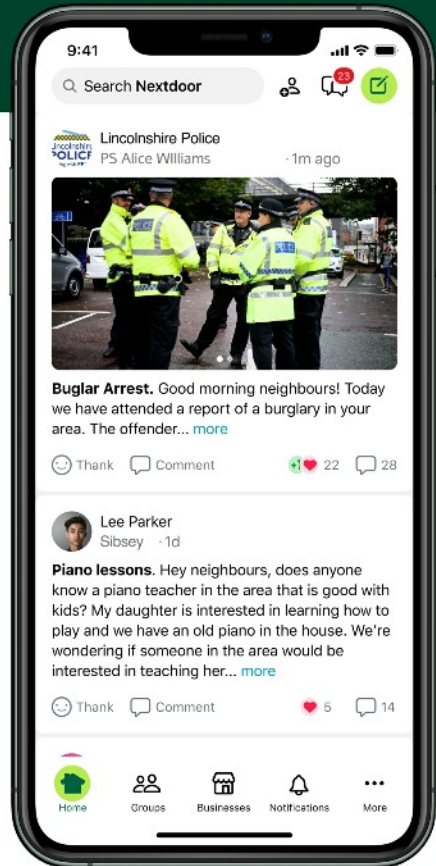 9:41
Search Nextdoor
23
Lincolnshire
POLICE
Lincolnshire Police
PS Alice WIlliams
· 1m ago
POLICE
Buglar Arrest. Good morning neighbours! Today
we have attended a report of a burglary in your
area. The offender... more
Thank
Comment
+1
22
28
Lee Parker
Sibsey · 1d
Piano lessons. Hey neighbours, does anyone
know a piano teacher in the area that is good with
kids? My daughter is interested in learning how to
play and we have an old piano in the house. We're
wondering if someone in the area would be
interested in teaching her... more
Thank
Comment
5
14
Home
Groups
Businesses
Notifications
More